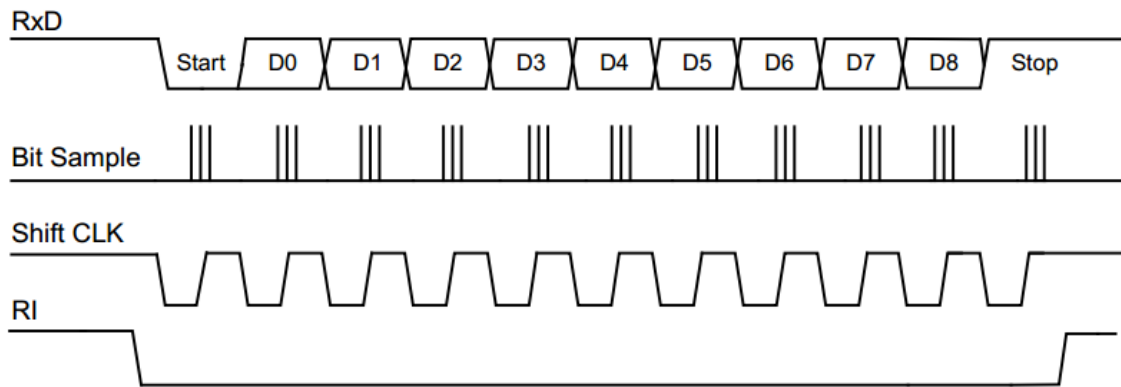 RxD
Start D0 D1 D2 D3 D4 D5 D6 D7 D8 Stop
Bit Sample
Shift CLK
RI